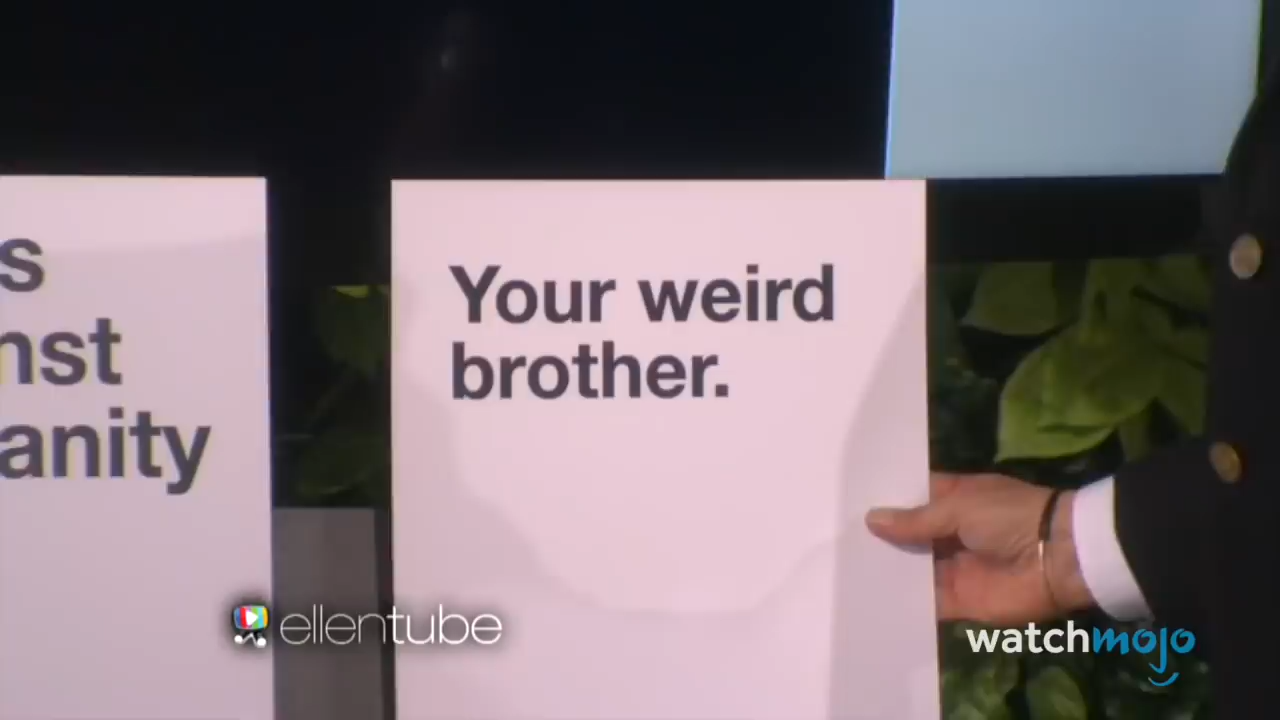 s
nst
anity
Your weird
brother.
ellentube
watchmojo